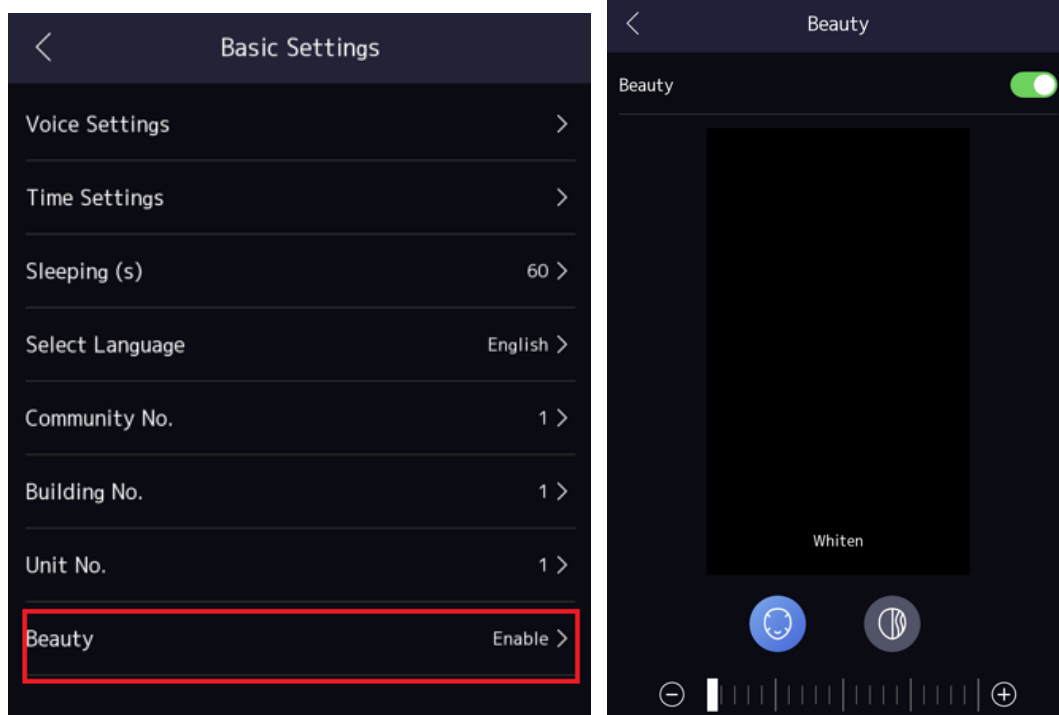 Basic Settings
Voice Settings
Time Settings
Sleeping (s) 60
Select Language English
Community No. 1
Building No. 1
Unit No. 1
Beauty Enable
Beauty
Beauty
Whiten